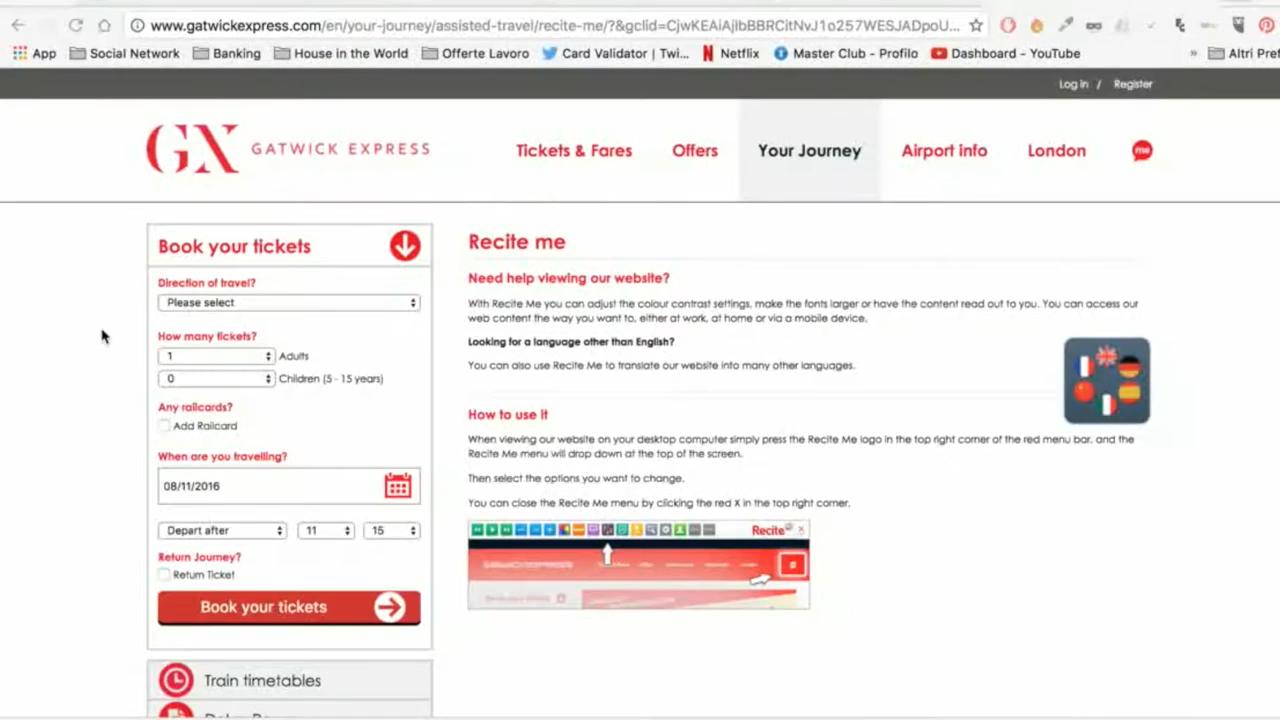 www.gatwickexpress.com/en/your-journey/assisted-travel/recite-me/?&gclid=CjwKEAiAjlbBBRCitNvJ1o257WESJADpoU...
App Social Network Banking House in the World Offerte Lavoro Card Validator | Twi... Netflix Master Club - Profilo Dashboard - YouTube » Altri Pref
Log in / Register
GX GATWICK EXPRESS
Tickets & Fares Offers Your Journey Airport info London me
Book your tickets
Direction of travel?
Please select
How many tickets?
1 Adults
0 Children (5 - 15 years)
Any railcards?
Add Railcard
When are you travelling?
08/11/2016
Depart after 11 15
Return Journey?
Return Ticket
Book your tickets
Train timetables
Recite me
Need help viewing our website?
With Recite Me you can adjust the colour contrast settings, make the fonts larger or have the content read out to you. You can access our
web content the way you want to, either at work, at home or via a mobile device.
Looking for a language other than English?
You can also use Recite Me to translate our website into many other languages.
How to use it
When viewing our website on your desktop computer simply press the Recite Me logo in the top right corner of the red menu bar, and the
Recite Me menu will drop down at the top of the screen.
Then select the options you want to change.
You can close the Recite Me menu by clicking the red X in the top right corner.
Recite